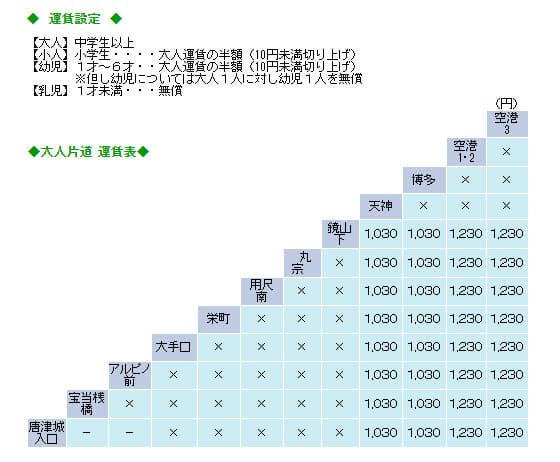 ◆ 運賃設定 ◆
【大人】中学生以上
【小人】小学生・・・・大人運賃の半額（10円未満切り上げ）
【幼児】１才～６才・・大人運賃の半額（10円未満切り上げ）
※但し幼児については大人１人に対し幼児１人を無償
【乳児】１才未満・・・無償
（円）
空港
3
◆大人片道 運賃表◆
空港
1・2 ×
博多 × ×
天神 × × ×
鏡山
下 1,030 1,030 1,230 1,230
丸
宗 × 1,030 1,030 1,230 1,230
用尺
南 × × 1,030 1,030 1,230 1,230
栄町 × × × 1,030 1,030 1,230 1,230
大手口 × × × × 1,030 1,030 1,230 1,230
アルピノ
前 × × × × × 1,030 1,030 1,230 1,230
宝当桟
橋 × × × × × × 1,030 1,030 1,230 1,230
唐津城
入口 － － × × × × × 1,030 1,030 1,230 1,230